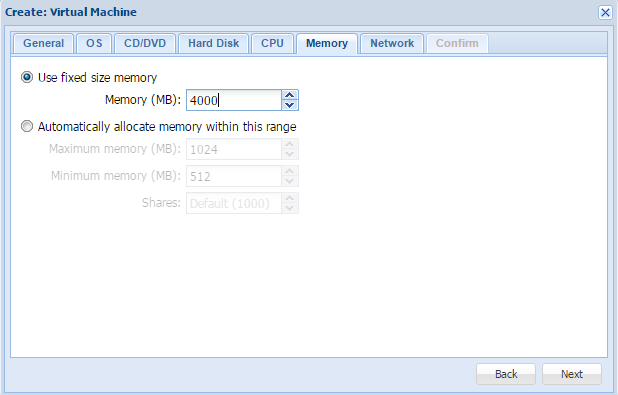 Create: Virtual Machine
General OS CD/DVD Hard Disk CPU Memory Network Confirm
Use fixed size memory
Memory (MB): 4000
Automatically allocate memory within this range
Maximum memory (MB): 1024
Minimum memory (MB): 512
Shares: Default (1000)
Back Next